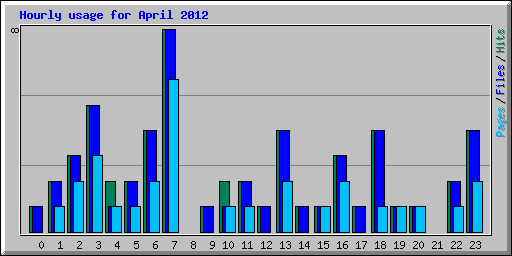 Hourly usage for April 2012
8
Pages / Files / Hits
0 1 2 3 4 5 6 7 8 9 10 11 12 13 14 15 16 17 18 19 20 21 22 23